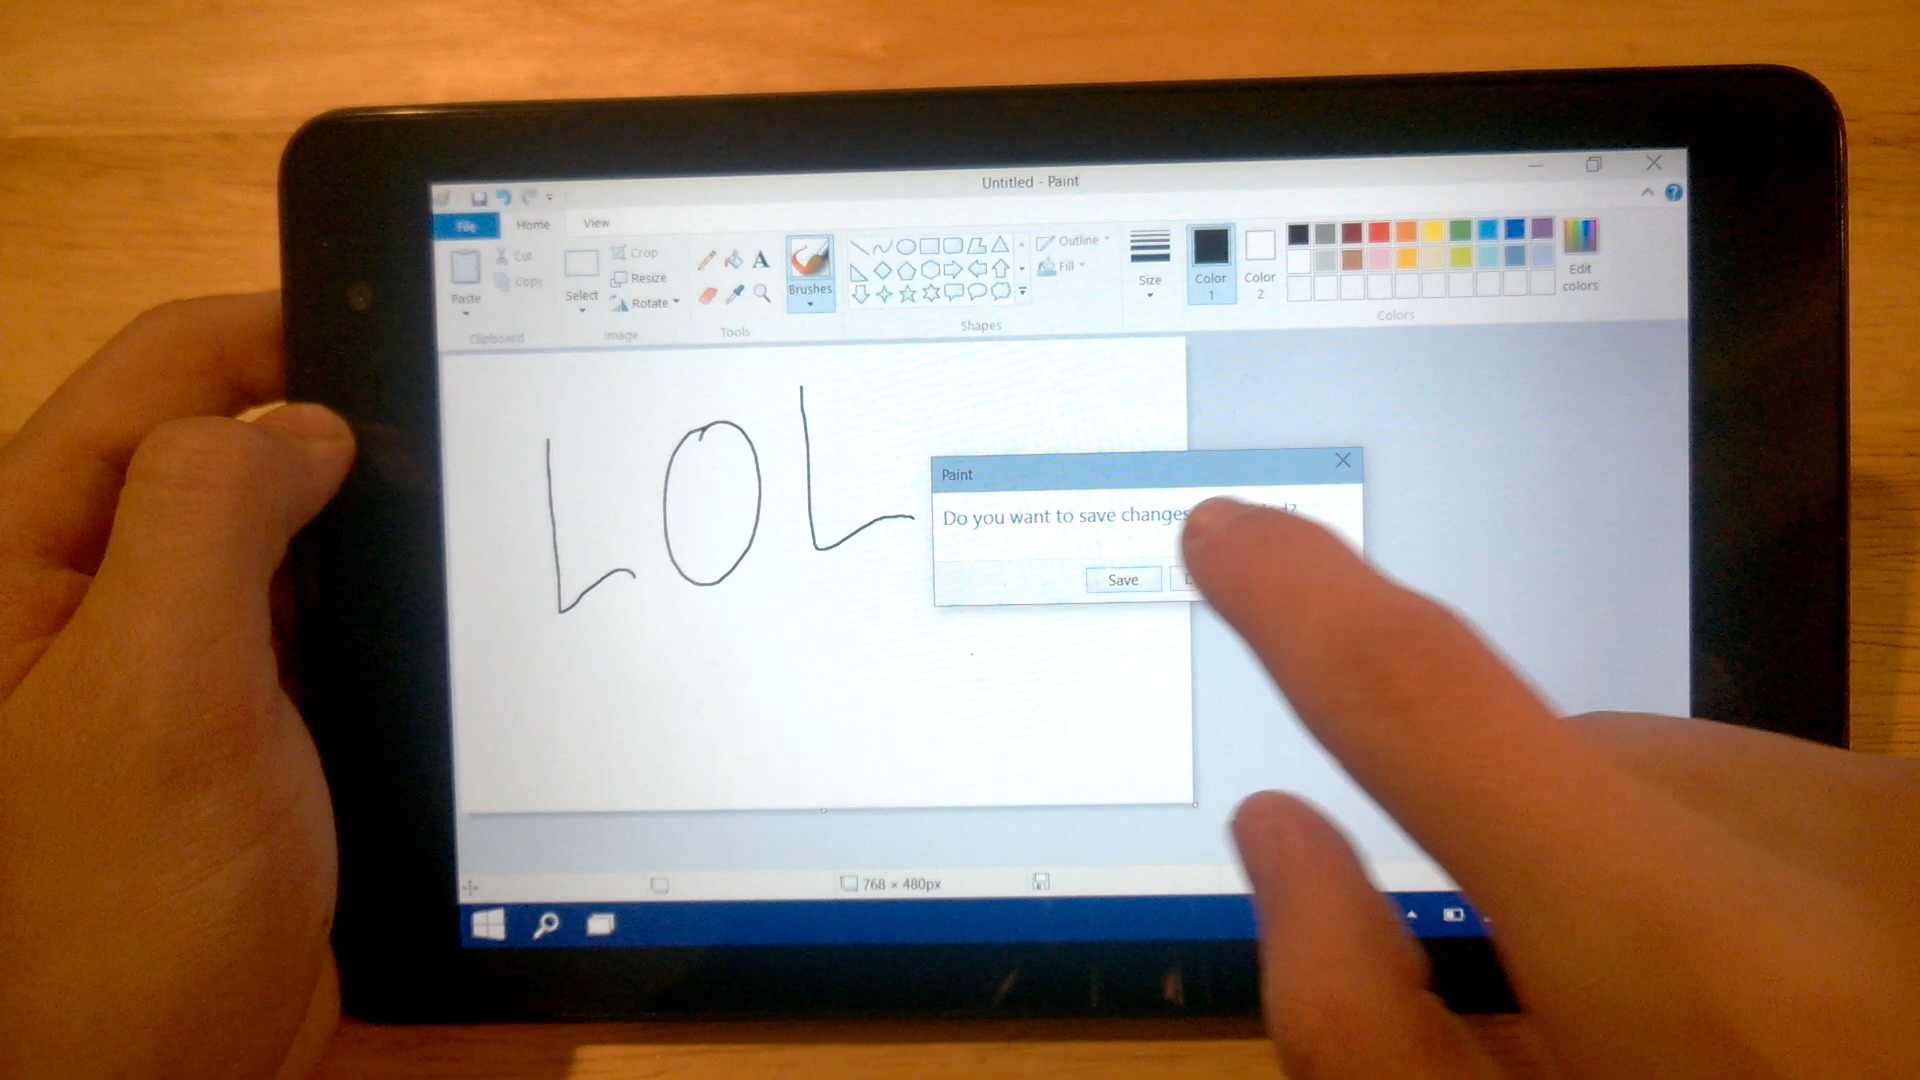 Untitled - Paint
File Home View
Paste
Cut
Copy
Clipboard
Select
Crop
Resize
Rotate
Image
A
Tools
Brushes
Shapes
Outline
Fill
Size
Color 1
Color 2
Edit colors
Colors
LOL
Paint
Do you want to save changes
Save
768 × 480px